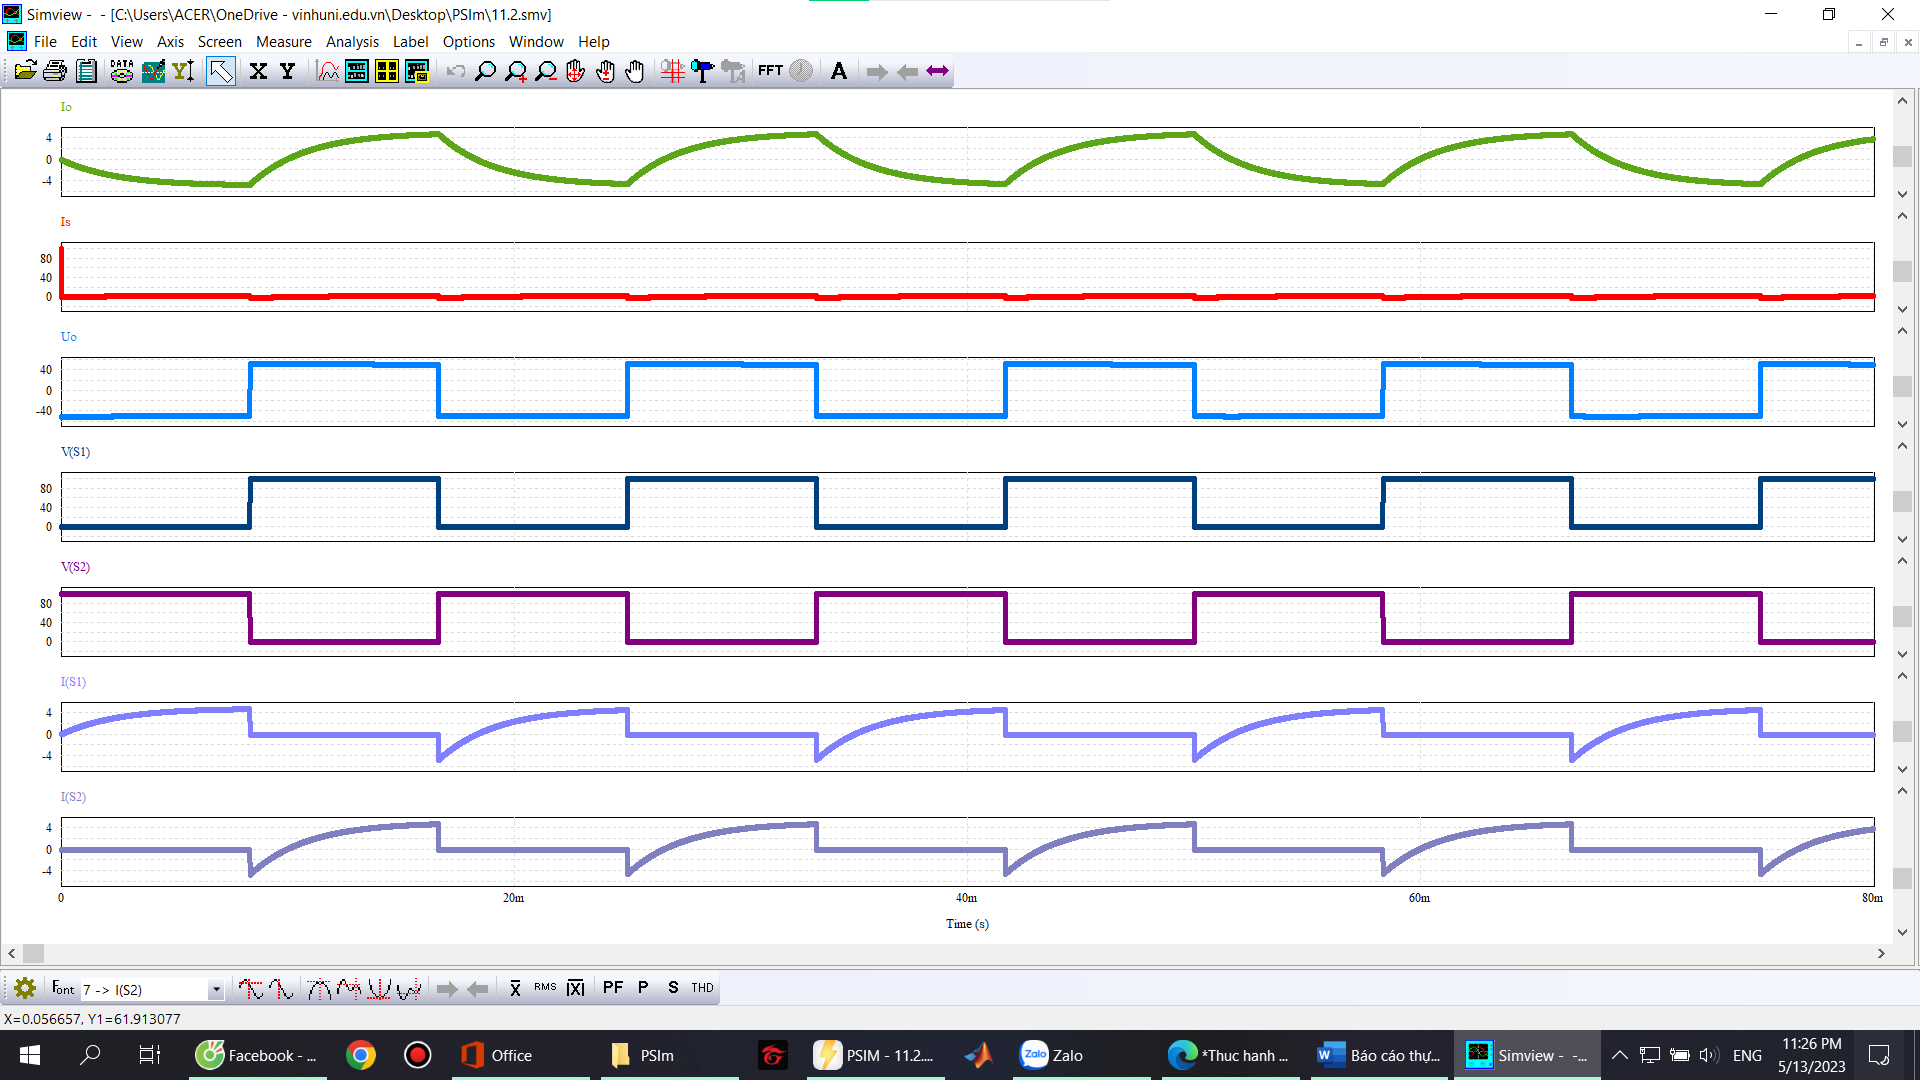 Simview - - [C:\Users\ACER\OneDrive - vinhuni.edu.vn\Desktop\PSIm\11.2.smv]
File Edit View Axis Screen Measure Analysis Label Options Window Help
DATA X Y FFT A
Io
4
0
-4
Is
80
40
0
Uo
40
0
-40
V(S1)
80
40
0
V(S2)
80
40
0
I(S1)
4
0
-4
I(S2)
4
0
-4
0 20m 40m 60m 80m
Time (s)
Font 7 -> I(S2) X RMS |X| PF P S THD
X=0.056657, Y1=61.913077
Facebook - ... Office PSIm PSIM - 11.2.... Zalo Zalo *Thuc hanh ... Báo cáo thự... Simview - -... ENG 11:26 PM
5/13/2023